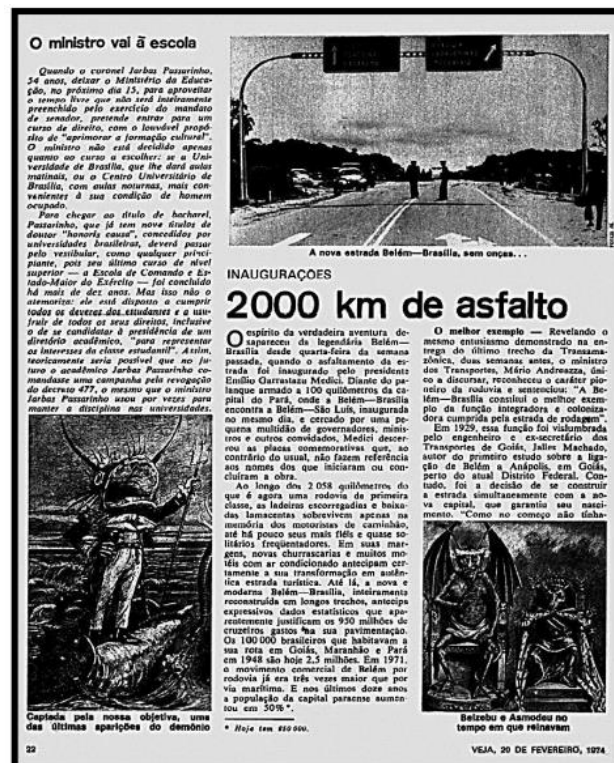 O ministro vai à escola
Quando o coronel Jarbas Passarinho,
54 anos, deixar o Ministério da Educa-
ção, no próximo dia 15, para aproveitar
o tempo livre que não será inteiramente
preenchido pelo exercício do mandato
de senador, pretende entrar para um
curso de direito, com o louvável propó-
sito de "aprimorar a formação cultural".
O ministro não está decidido apenas
quanto ao curso a escolher: se a Uni-
versidade de Brasília, que lhe dará aulas
matinais, ou o Centro Universitário de
Brasília, com aulas noturnas, mais con-
venientes à sua condição de homem
ocupado.
Para chegar ao título de bacharel,
Passarinho, que já tem nove títulos de
doutor "honoris causa", concedidos por
universidades brasileiras, deverá passar
pelo vestibular, como qualquer princi-
piante, pois seu último curso de nível
superior — a Escola de Comando e Es-
tado-Maior do Exército — foi concluído
há mais de dez anos. Mas isso não o
atemoriza: ele está disposto a cumprir
todos os deveres dos estudantes e a usu-
fruir de todos os seus direitos, inclusive
o de se candidatar à presidência de um
diretório acadêmico, "para representar
os interesses da classe estudantil". Assim,
teoricamente seria possível que no fu-
turo o acadêmico Jarbas Passarinho co-
mandasse uma campanha pela revogação
do decreto 477, o mesmo que o ministro
Jarbas Passarinho usou por vezes para
manter a disciplina nas universidades.
Captada pela nossa objetiva, uma
das últimas aparições do demônio
A nova estrada Belém—Brasília, sem onças...
INAUGURAÇÕES
2000 km de asfalto
O espírito da verdadeira aventura de-
sapareceu da legendária Belém—
Brasília desde quarta-feira da semana
passada, quando o asfaltamento da es-
trada foi inaugurado pelo presidente
Emílio Garrastazu Medici. Diante do pa-
lanque armado a 100 quilômetros da ca-
pital do Pará, onde a Belém—Brasília
encontra a Belém—São Luís, inaugurada
no mesmo dia, e cercado por uma pe-
quena multidão de governadores, minis-
tros e outros convidados, Medici descer-
rou as placas comemorativas que, ao
contrário do usual, não fazem referência
aos nomes dos que iniciaram ou con-
cluíram a obra.
Ao longo dos 2 058 quilômetros do
que é agora uma rodovia de primeira
classe, as ladeiras escorregadias e baixa-
das lamacentas sobrevivem apenas na
memória dos motoristas de caminhão,
até há pouco seus mais fiéis e quase so-
litários freqüentadores. Em suas mar-
gens, novas churrascarias e muitos mo-
téis com ar condicionado antecipam cer-
tamente a sua transformação em autên-
tica estrada turística. Até lá, a nova e
moderna Belém—Brasília, inteiramente
reconstruída em longos trechos, antecipa
expressivos dados estatísticos que apa-
rentemente justificam os 950 milhões de
cruzeiros gastos na sua pavimentação.
Os 100 000 brasileiros que habitavam a
sua rota em Goiás, Maranhão e Pará
em 1948 são hoje 2,5 milhões. Em 1971,
o movimento comercial de Belém por
rodovia já era três vezes maior que por
via marítima. E nos últimos doze anos
a população da capital paraense aumen-
tou em 50%*.
* Hoje tem 650 000.
O melhor exemplo — Revelando o
mesmo entusiasmo demonstrado na en-
trega do último trecho da Transama-
zônica, duas semanas antes, o ministro
dos Transportes, Mário Andreazza, úni-
co a discursar, reconheceu o caráter pio-
neiro da rodovia e sentenciou: "A Be-
lém—Brasília constitui o melhor exem-
plo da função integradora e coloniza-
dora cumprida pela estrada de rodagem".
Em 1929, essa função foi vislumbrada
pelo engenheiro e ex-secretário dos
Transportes de Goiás, Jalles Machado,
autor do primeiro estudo sobre a liga-
ção de Belém a Anápolis, em Goiás,
perto do atual Distrito Federal. Con-
tudo, foi a decisão de se construir
a estrada simultaneamente com a no-
va capital, que garantiu seu nasci-
mento. "Como no começo não tínha-
Belzebu e Asmodeu no
tempo em que reinavam
22
VEJA, 20 DE FEVEREIRO, 1974